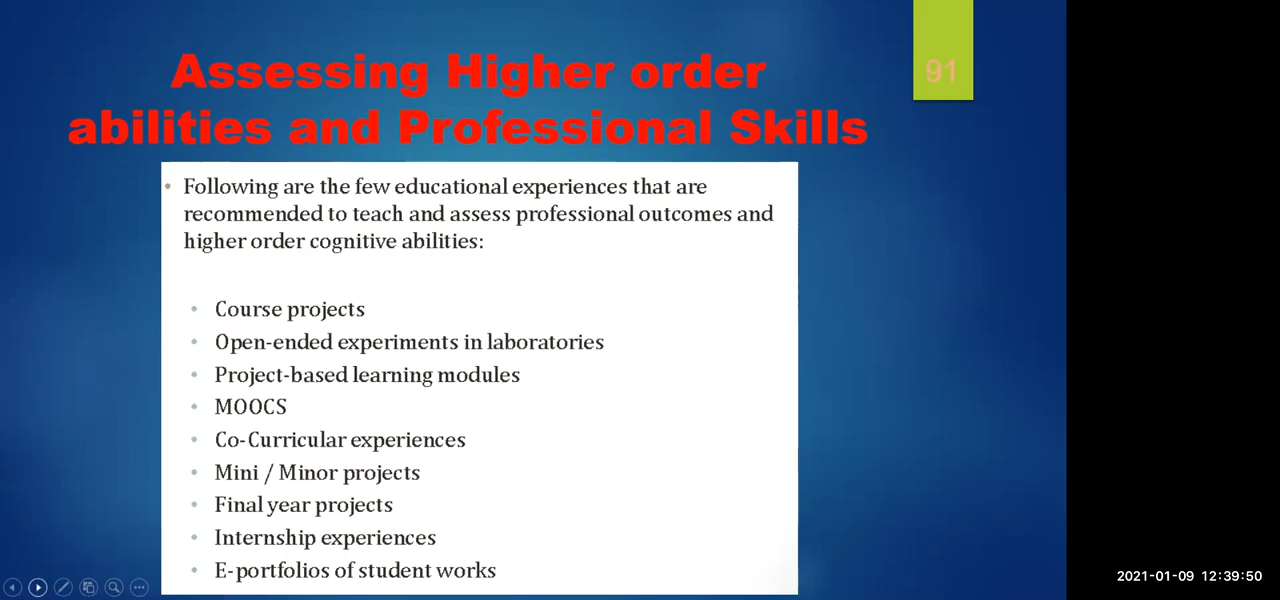 Assessing Higher order
abilities and Professional Skills
91
• Following are the few educational experiences that are
recommended to teach and assess professional outcomes and
higher order cognitive abilities:
• Course projects
• Open-ended experiments in laboratories
• Project-based learning modules
• MOOCS
• Co-Curricular experiences
• Mini / Minor projects
• Final year projects
• Internship experiences
• E-portfolios of student works
2021-01-09 12:39:50